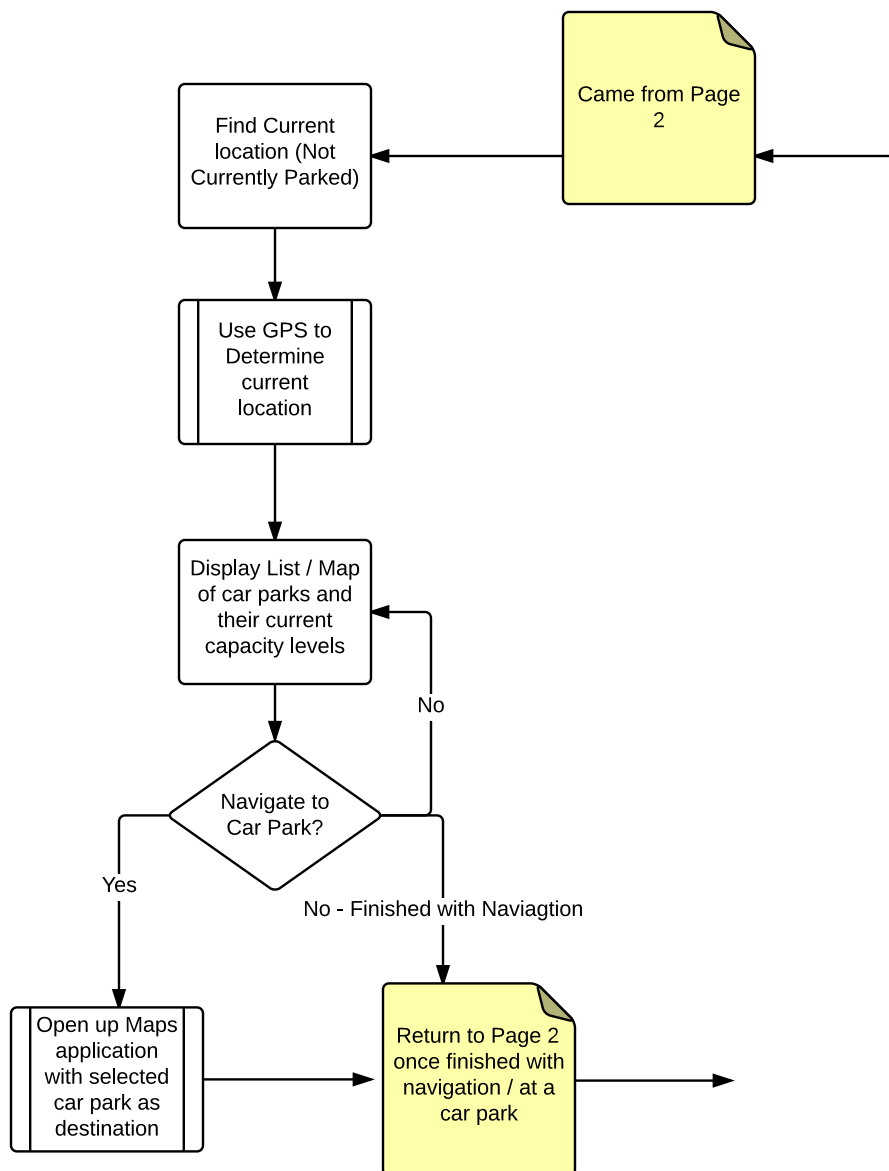 Came from Page
2
Find Current
location (Not
Currently Parked)
Use GPS to
Determine
current
location
Display List / Map
of car parks and
their current
capacity levels
No
Navigate to
Car Park?
Yes
No - Finished with Naviagtion
Open up Maps
application
with selected
car park as
destination
Return to Page 2
once finished with
navigation / at a
car park